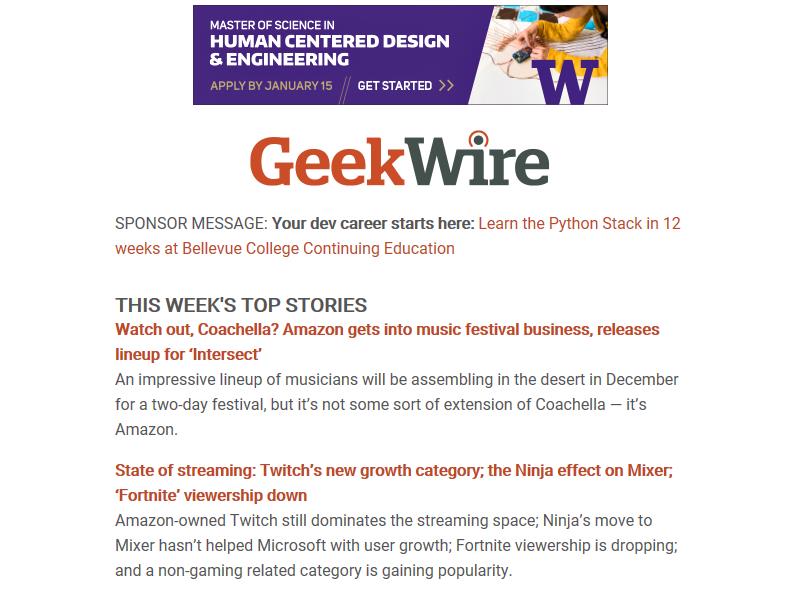 MASTER OF SCIENCE IN
HUMAN CENTERED DESIGN
& ENGINEERING
APPLY BY JANUARY 15 // GET STARTED >>
W
GeekWire
SPONSOR MESSAGE: Your dev career starts here: Learn the Python Stack in 12
weeks at Bellevue College Continuing Education
THIS WEEK'S TOP STORIES
Watch out, Coachella? Amazon gets into music festival business, releases
lineup for ‘Intersect’
An impressive lineup of musicians will be assembling in the desert in December
for a two-day festival, but it’s not some sort of extension of Coachella — it’s
Amazon.
State of streaming: Twitch’s new growth category; the Ninja effect on Mixer;
‘Fortnite’ viewership down
Amazon-owned Twitch still dominates the streaming space; Ninja’s move to
Mixer hasn’t helped Microsoft with user growth; Fortnite viewership is dropping;
and a non-gaming related category is gaining popularity.